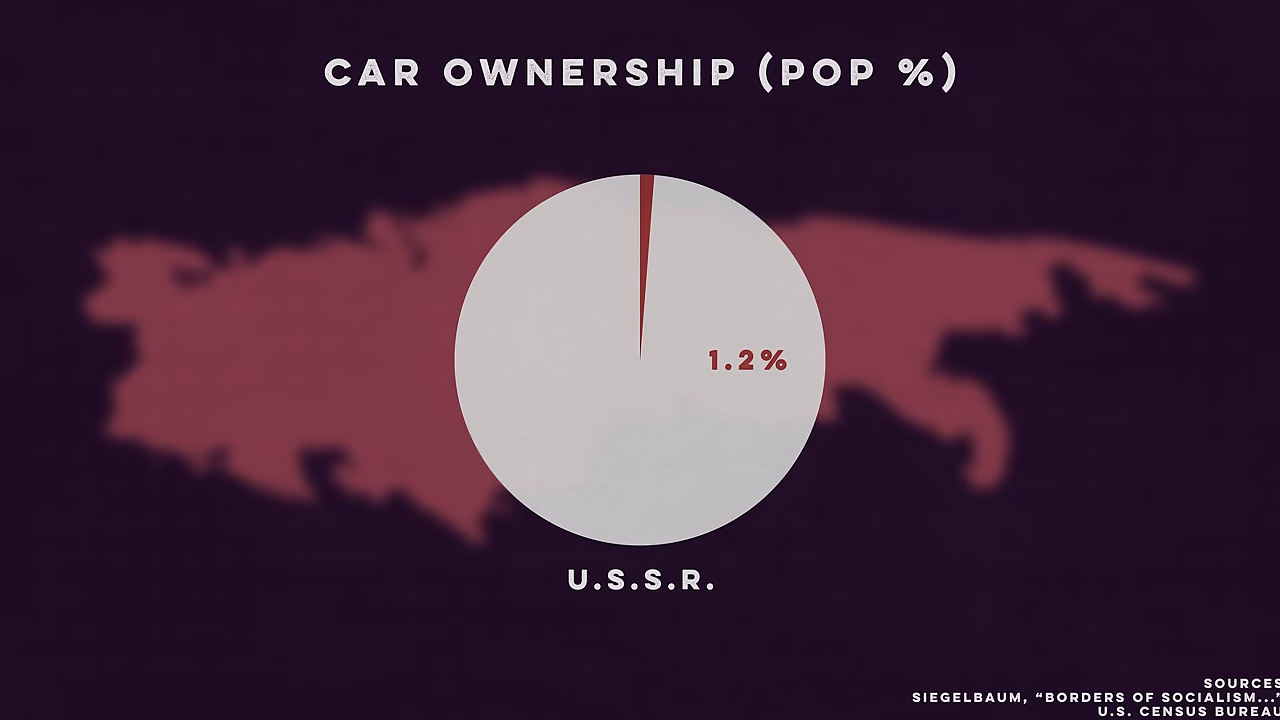 CAR OWNERSHIP (POP %)
1.2%
U.S.S.R.
SOURCES
SIEGELBAUM, “BORDERS OF SOCIALISM...”
U.S. CENSUS BUREAU